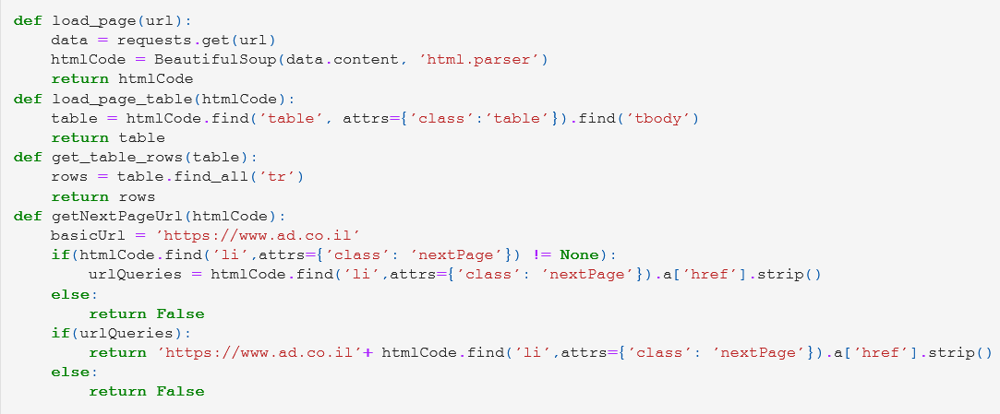 def load_page(url):
    data = requests.get(url)
    htmlCode = BeautifulSoup(data.content, 'html.parser')
    return htmlCode
def load_page_table(htmlCode):
    table = htmlCode.find('table', attrs={'class':'table'}).find('tbody')
    return table
def get_table_rows(table):
    rows = table.find_all('tr')
    return rows
def getNextPageUrl(htmlCode):
    basicUrl = 'https://www.ad.co.il'
    if(htmlCode.find('li',attrs={'class': 'nextPage'}) != None):
        urlQueries = htmlCode.find('li',attrs={'class': 'nextPage'}).a['href'].strip()
    else:
        return False
    if(urlQueries):
        return 'https://www.ad.co.il'+ htmlCode.find('li',attrs={'class': 'nextPage'}).a['href'].strip()
    else:
        return False